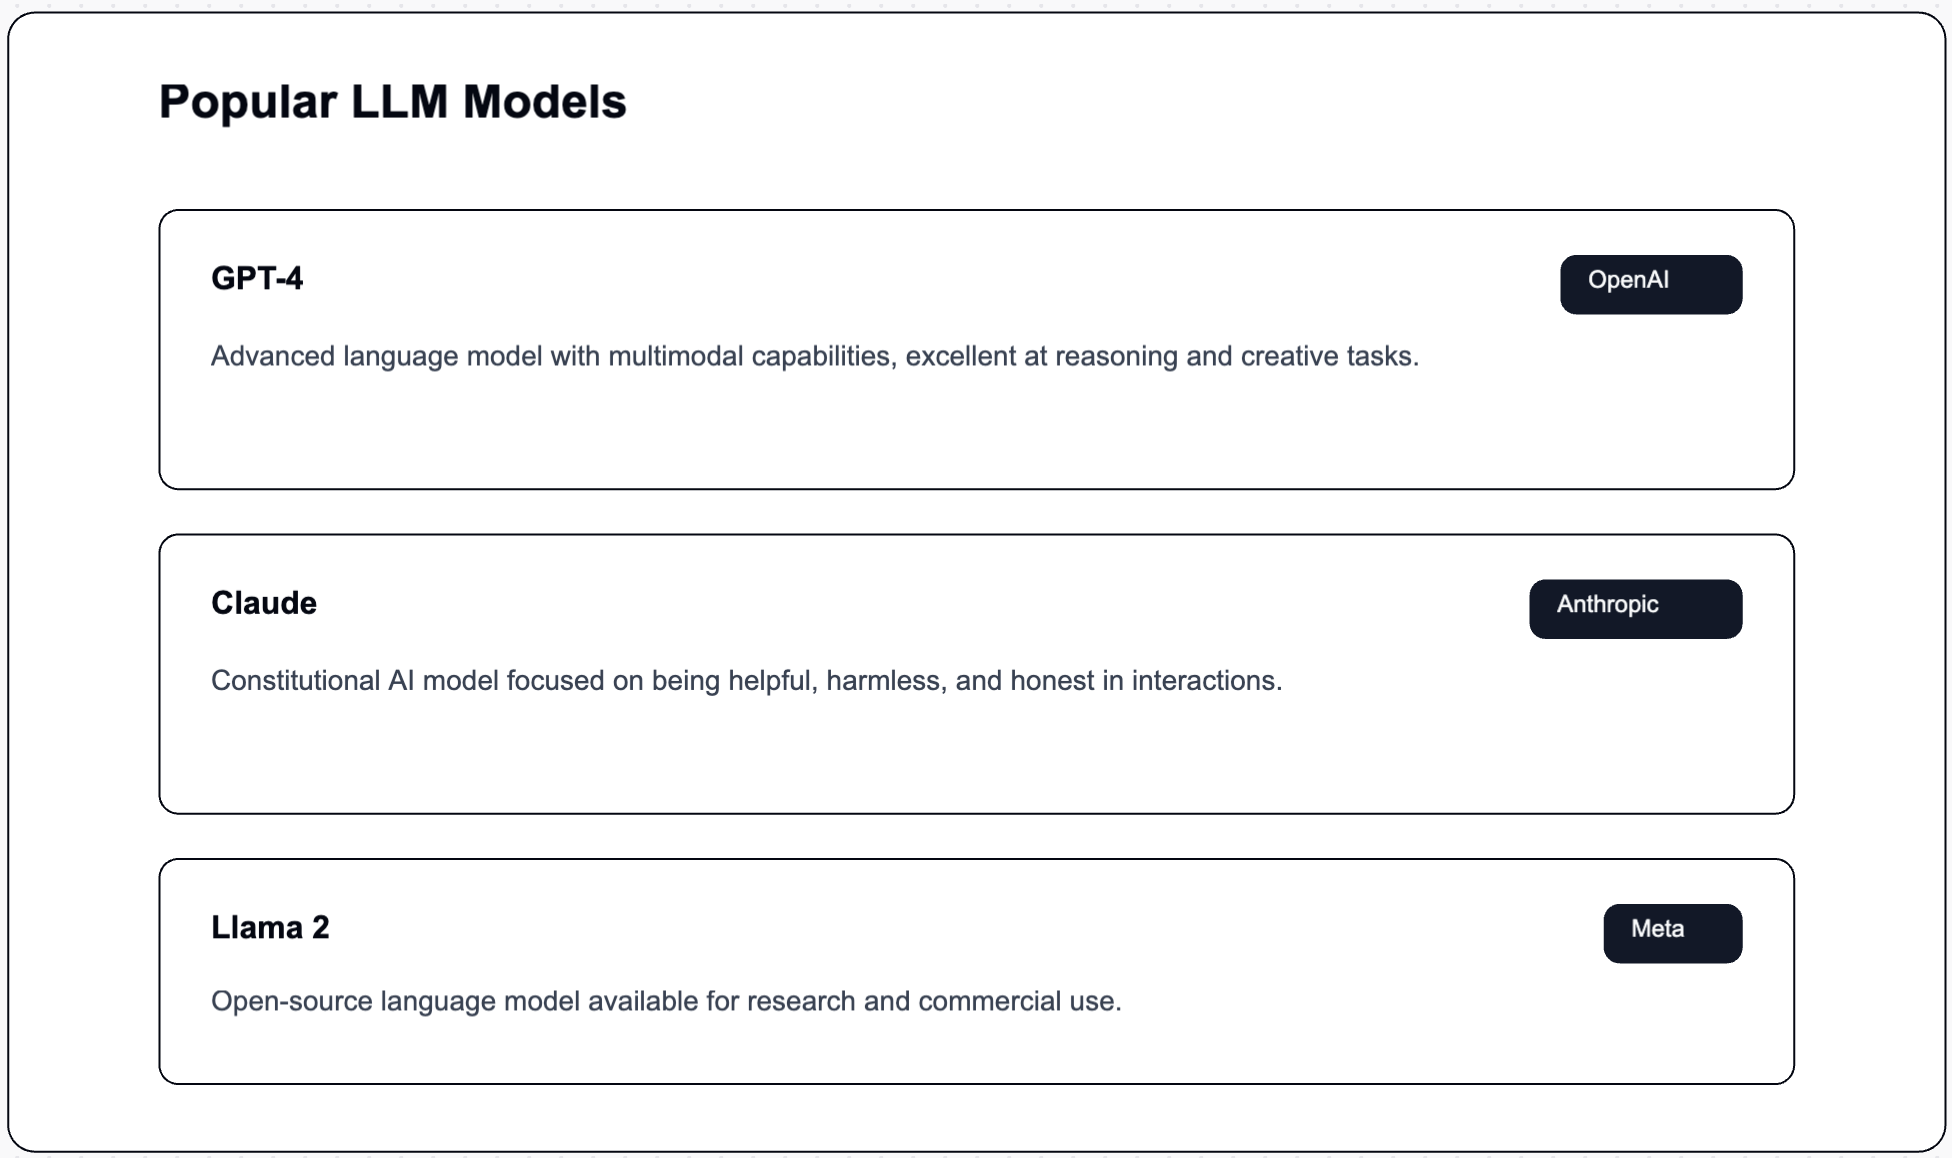 Popular LLM Models
GPT-4
OpenAI
Advanced language model with multimodal capabilities, excellent at reasoning and creative tasks.
Claude
Anthropic
Constitutional AI model focused on being helpful, harmless, and honest in interactions.
Llama 2
Meta
Open-source language model available for research and commercial use.